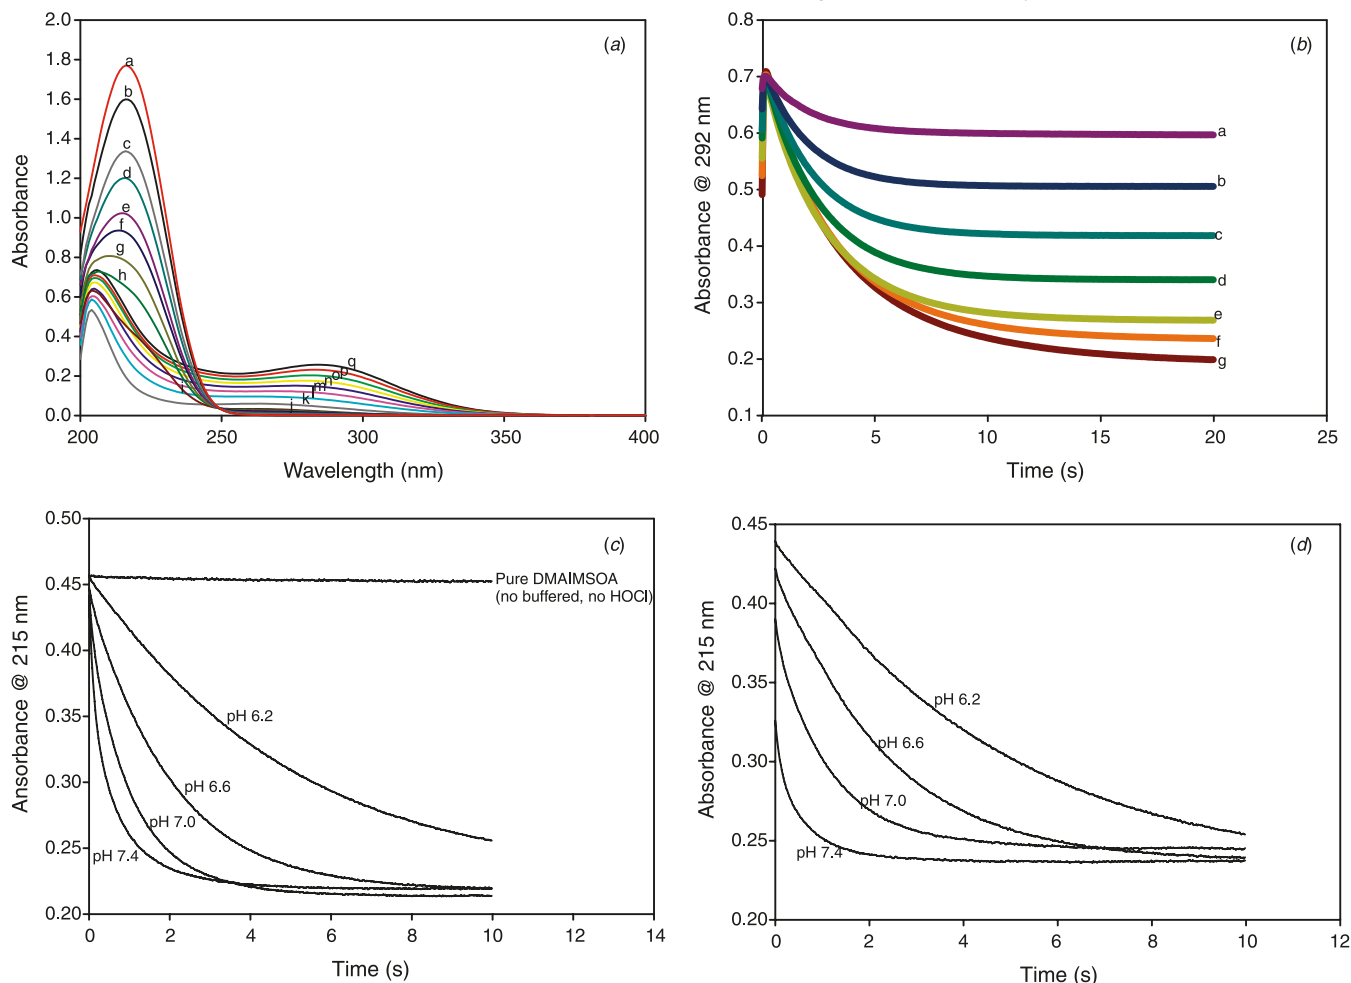 (a)
2.0
1.8
1.6
1.4
1.2
1.0
0.8
0.6
0.4
0.2
0.0
Absorbance
a
b
c
d
e
f
g
h
i
j
k
l
m
n
o
p
q
200
250
300
350
400
Wavelength (nm)
(b)
0.8
0.7
0.6
0.5
0.4
0.3
0.2
0.1
Absorbance @ 292 nm
a
b
c
d
e
f
g
0
5
10
15
20
25
Time (s)
(c)
0.50
0.45
0.40
0.35
0.30
0.25
0.20
Ansorbance @ 215 nm
Pure DMAIMSOA
(no buffered, no HOCl)
pH 6.2
pH 6.6
pH 7.0
pH 7.4
0
2
4
6
8
10
12
14
Time (s)
(d)
0.45
0.40
0.35
0.30
0.25
0.20
Absorbance @ 215 nm
pH 6.2
pH 6.6
pH 7.0
pH 7.4
0
2
4
6
8
10
12
Time (s)